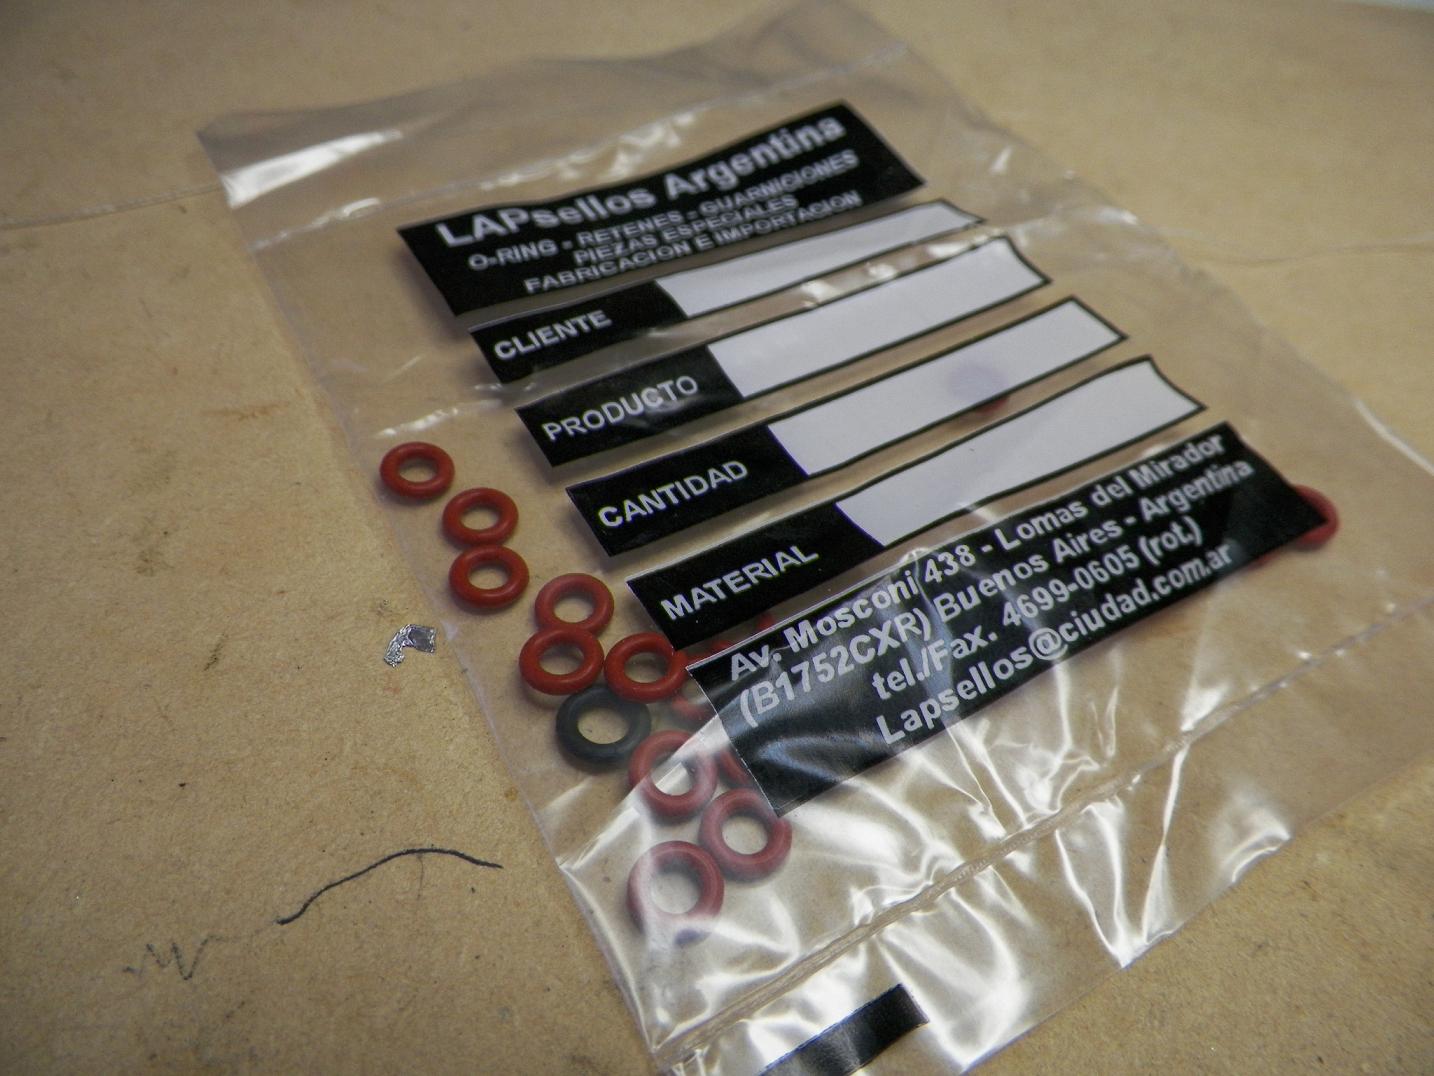 LAPsellos Argentina
O-RING - RETENES - GUARNICIONES
PIEZAS ESPECIALES
FABRICACION E IMPORTACION
CLIENTE
PRODUCTO
CANTIDAD
MATERIAL
Av. Mosconi 438 - Lomas del Mirador
(B1752CXR) Buenos Aires - Argentina
tel./Fax. 4699-0605 (rot.)
Lapsellos@ciudad.com.ar